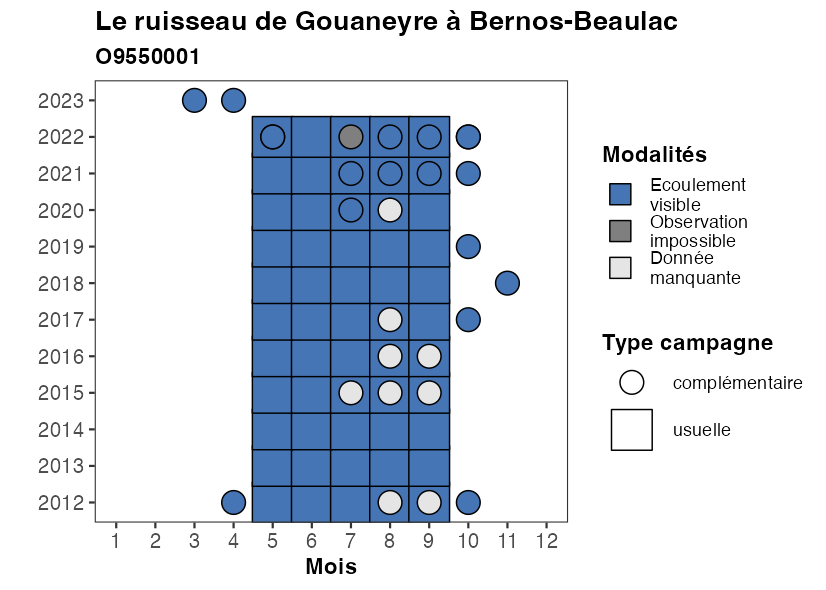 Le ruisseau de Gouaneyre à Bernos-Beaulac
O9550001
2023
2022
2021
2020
2019
2018
2017
2016
2015
2014
2013
2012
1 2 3 4 5 6 7 8 9 10 11 12
Mois
Modalités
Ecoulement
visible
Observation
impossible
Donnée
manquante
Type campagne
complémentaire
usuelle